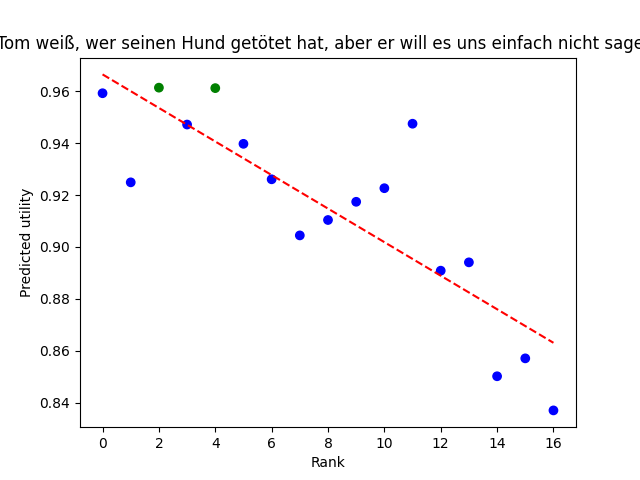 Tom weiß, wer seinen Hund getötet hat, aber er will es uns einfach nicht sage
Predicted utility
0.96
0.94
0.92
0.90
0.88
0.86
0.84
0 2 4 6 8 10 12 14 16
Rank